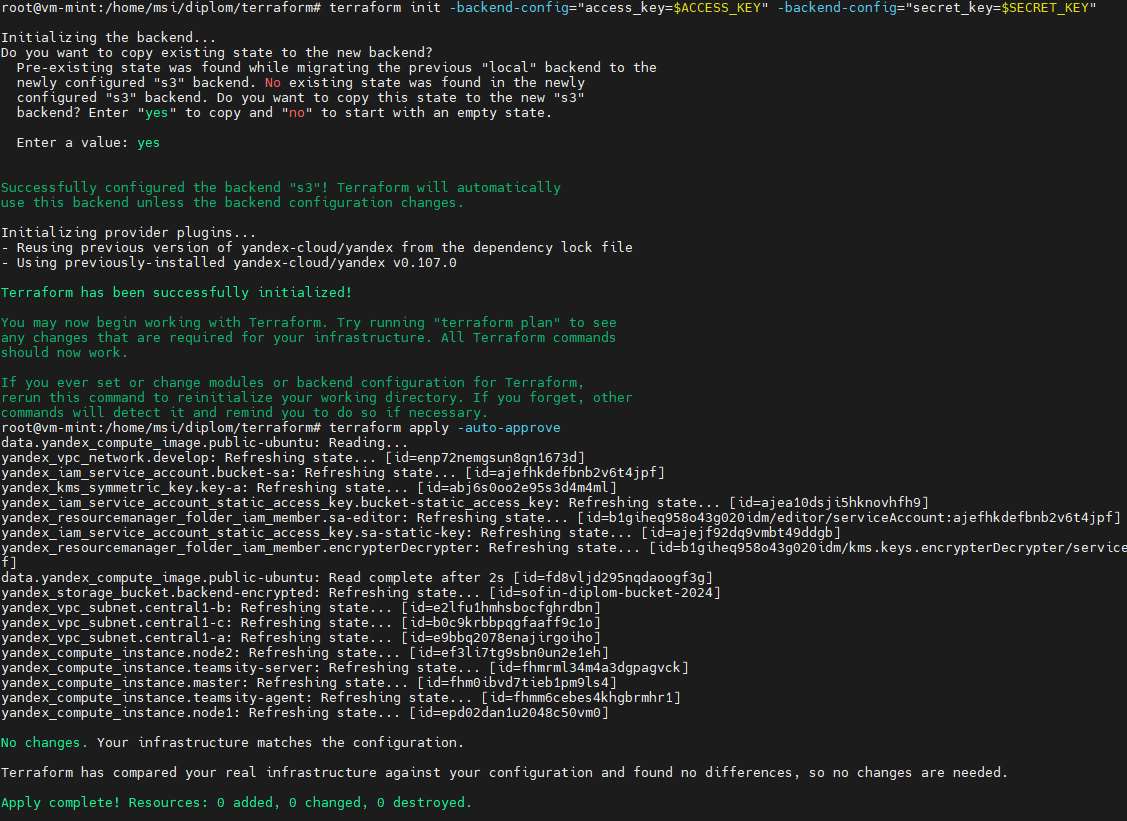 root@vm-mint:/home/msi/diplom/terraform# terraform init -backend-config="access_key=$ACCESS_KEY" -backend-config="secret_key=$SECRET_KEY"

Initializing the backend...
Do you want to copy existing state to the new backend?
  Pre-existing state was found while migrating the previous "local" backend to the
  newly configured "s3" backend. No existing state was found in the newly
  configured "s3" backend. Do you want to copy this state to the new "s3"
  backend? Enter "yes" to copy and "no" to start with an empty state.

  Enter a value: yes


Successfully configured the backend "s3"! Terraform will automatically
use this backend unless the backend configuration changes.

Initializing provider plugins...
- Reusing previous version of yandex-cloud/yandex from the dependency lock file
- Using previously-installed yandex-cloud/yandex v0.107.0

Terraform has been successfully initialized!

You may now begin working with Terraform. Try running "terraform plan" to see
any changes that are required for your infrastructure. All Terraform commands
should now work.

If you ever set or change modules or backend configuration for Terraform,
rerun this command to reinitialize your working directory. If you forget, other
commands will detect it and remind you to do so if necessary.
root@vm-mint:/home/msi/diplom/terraform# terraform apply -auto-approve
data.yandex_compute_image.public-ubuntu: Reading...
yandex_vpc_network.develop: Refreshing state... [id=enp72nemgsun8qn1673d]
yandex_iam_service_account.bucket-sa: Refreshing state... [id=ajefhkdefbnb2v6t4jpf]
yandex_kms_symmetric_key.key-a: Refreshing state... [id=abj6s0oo2e95s3d4m4ml]
yandex_iam_service_account_static_access_key.bucket-static_access_key: Refreshing state... [id=ajea10dsji5hknovhfh9]
yandex_resourcemanager_folder_iam_member.sa-editor: Refreshing state... [id=b1giheq958o43g020idm/editor/serviceAccount:ajefhkdefbnb2v6t4jpf]
yandex_iam_service_account_static_access_key.sa-static-key: Refreshing state... [id=ajejf92dq9vmbt49ddgb]
yandex_resourcemanager_folder_iam_member.encrypterDecrypter: Refreshing state... [id=b1giheq958o43g020idm/kms.keys.encrypterDecrypter/service
f]
data.yandex_compute_image.public-ubuntu: Read complete after 2s [id=fd8vljd295nqdaoogf3g]
yandex_storage_bucket.backend-encrypted: Refreshing state... [id=sofin-diplom-bucket-2024]
yandex_vpc_subnet.central1-b: Refreshing state... [id=e2lfu1hmhsbocfghrdbn]
yandex_vpc_subnet.central1-c: Refreshing state... [id=b0c9krbbpqgfaaff9c1o]
yandex_vpc_subnet.central1-a: Refreshing state... [id=e9bbq2078enajirgoiho]
yandex_compute_instance.node2: Refreshing state... [id=ef3li7tg9sbn0un2e1eh]
yandex_compute_instance.teamsity-server: Refreshing state... [id=fhmrml34m4a3dgpagvck]
yandex_compute_instance.master: Refreshing state... [id=fhm0ibvd7tieb1pm9ls4]
yandex_compute_instance.teamsity-agent: Refreshing state... [id=fhmm6cebes4khgbrmhr1]
yandex_compute_instance.node1: Refreshing state... [id=epd02dan1u2048c50vm0]

No changes. Your infrastructure matches the configuration.

Terraform has compared your real infrastructure against your configuration and found no differences, so no changes are needed.

Apply complete! Resources: 0 added, 0 changed, 0 destroyed.